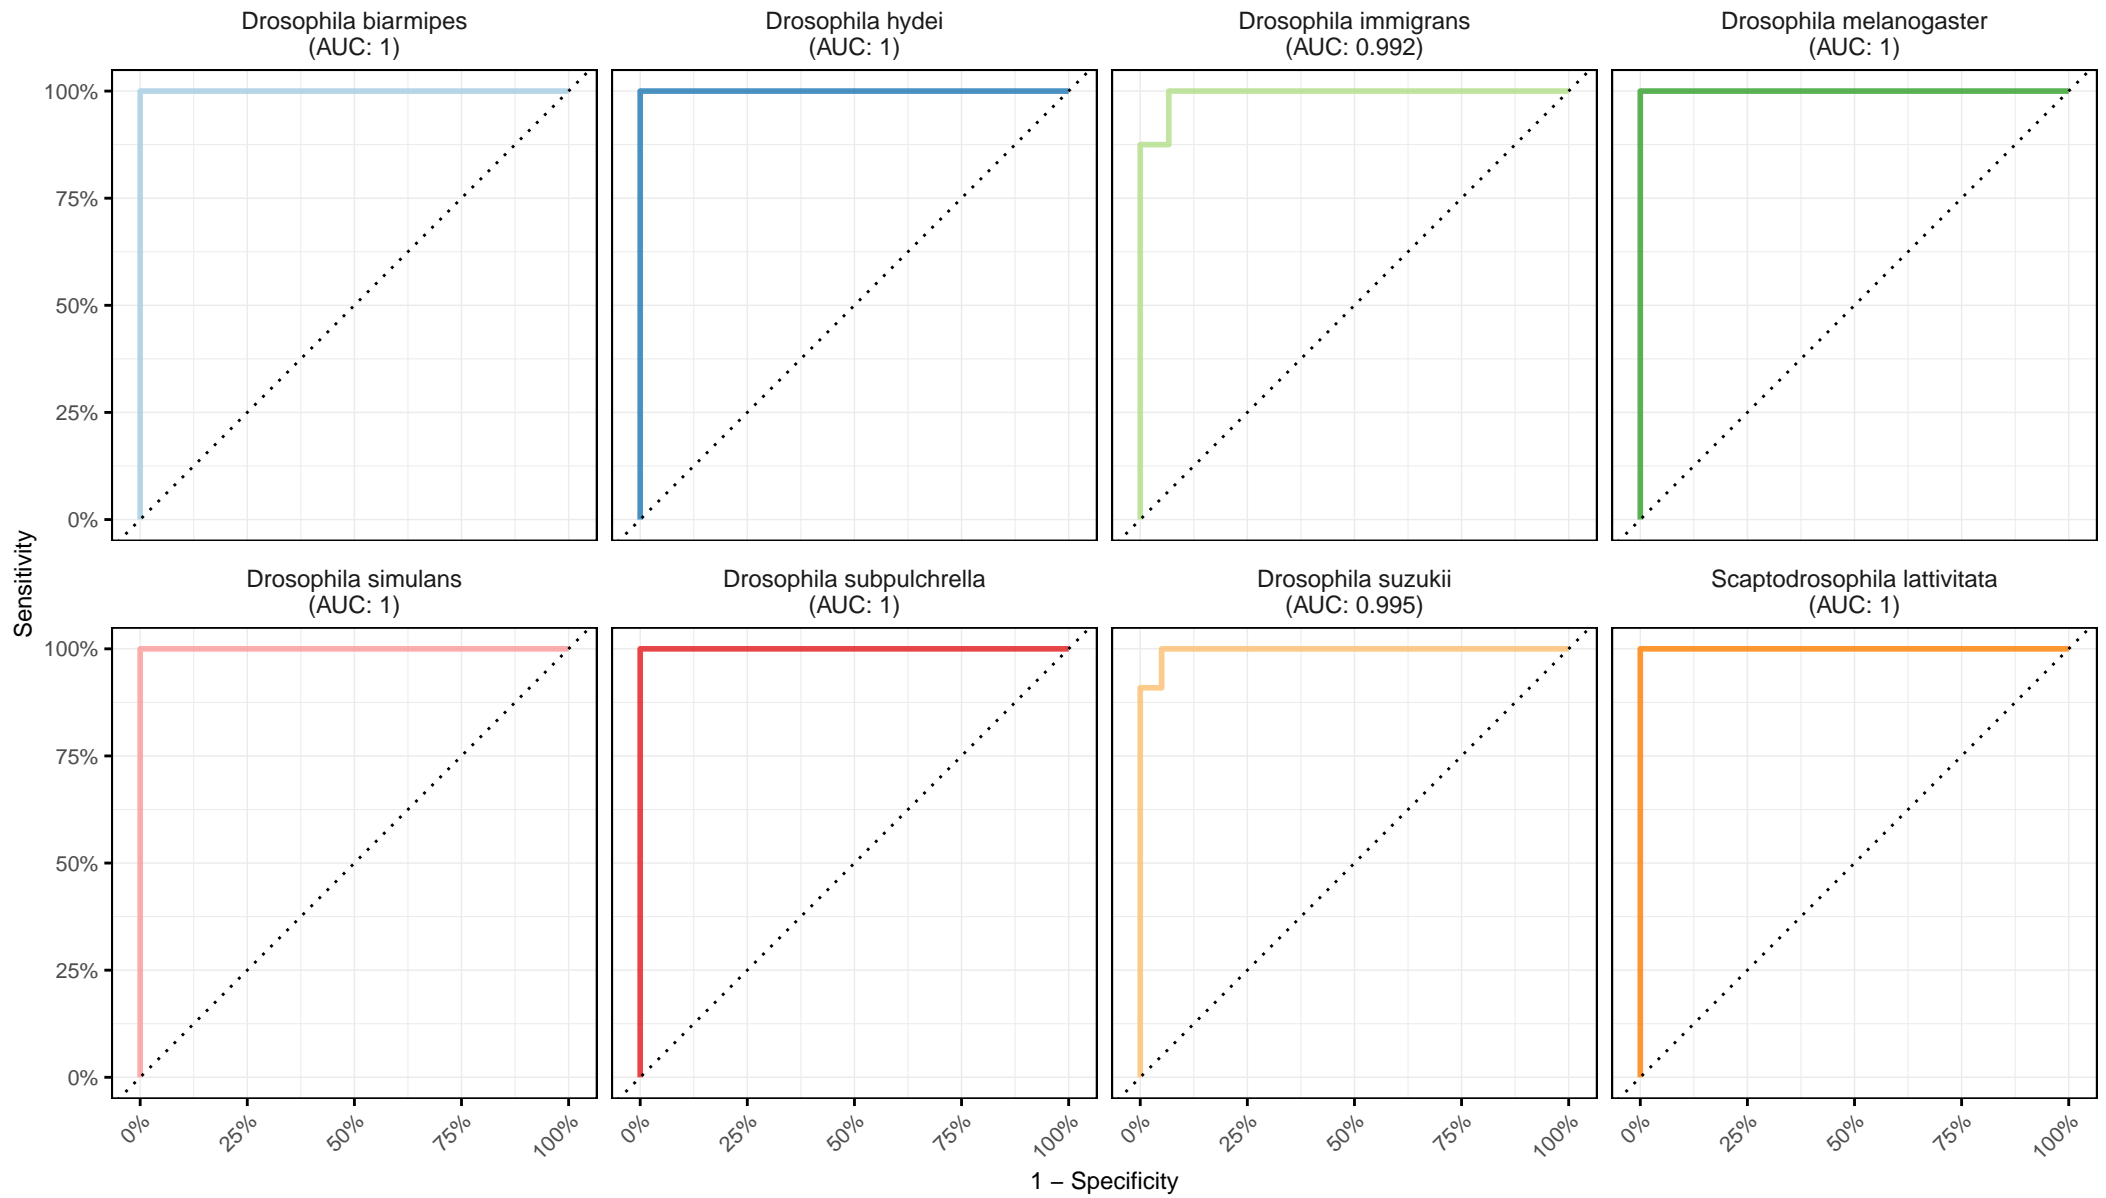 Drosophila biarmipes
(AUC: 1)
Drosophila hydei
(AUC: 1)
Drosophila immigrans
(AUC: 0.992)
Drosophila melanogaster
(AUC: 1)
100%
75%
50%
25%
0%
Sensitivity
Drosophila simulans
(AUC: 1)
Drosophila subpulchrella
(AUC: 1)
Drosophila suzukii
(AUC: 0.995)
Scaptodrosophila lattivitata
(AUC: 1)
100%
75%
50%
25%
0%
0%
25%
50%
75%
100%
0%
25%
50%
75%
100%
0%
25%
50%
75%
100%
0%
25%
50%
75%
100%
1 − Specificity